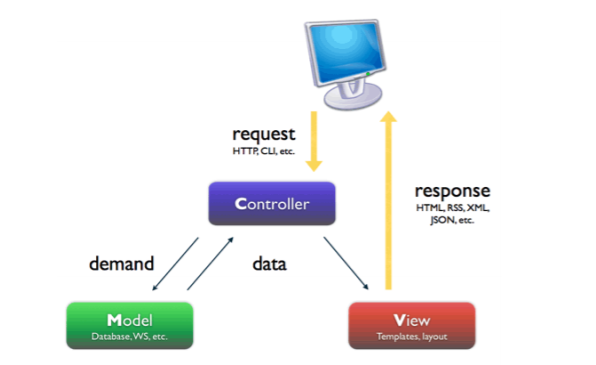 request
HTTP, CLI, etc.
response
HTML, RSS, XML,
JSON, etc.
Controller
demand
data
Model
Database, WS, etc.
View
Templates, layout